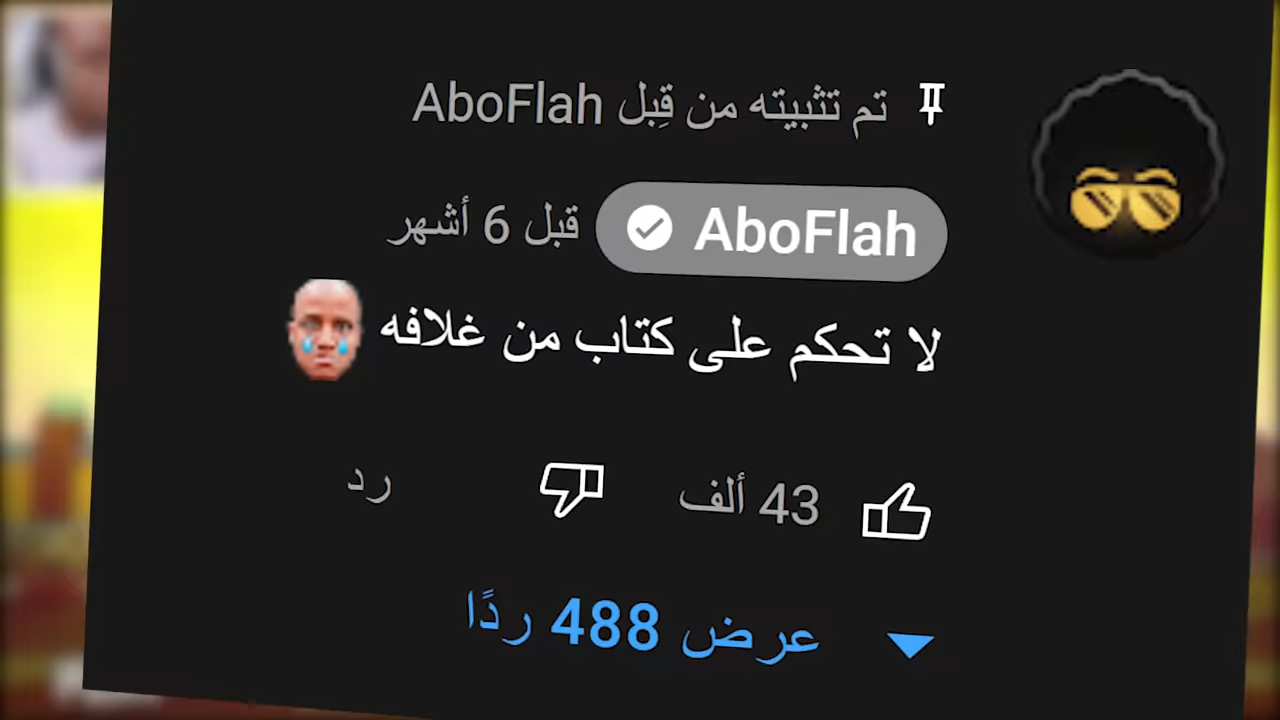 تم تثبيته من قِبل AboFlah
AboFlah قبل 6 أشهر
لا تحكم على كتاب من غلافه
43 ألف رد
عرض 488 ردًا